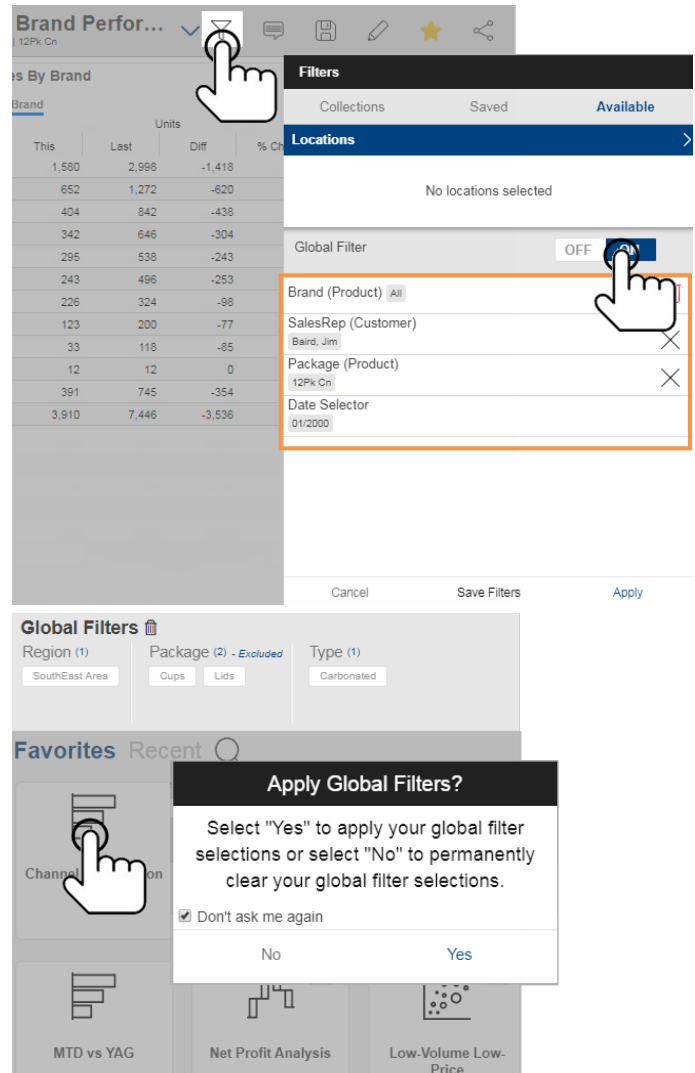 Brand Perfor...
| 12Pk Cn
es By Brand
Brand
Units
This Last Diff % Ch
1,580 2,998 -1,418
652 1,272 -620
404 842 -438
342 646 -304
295 538 -243
243 496 -253
226 324 -98
123 200 -77
33 118 -85
12 12 0
391 745 -354
3,910 7,446 -3,536
Filters
Collections Saved Available
Locations
No locations selected
Global Filter OFF ON
Brand (Product) All
SalesRep (Customer)
Baird, Jim
Package (Product)
12Pk Cn
Date Selector
01/2000
Cancel Save Filters Apply
Global Filters
Region (1) Package (2) - Excluded Type (1)
SouthEast Area Cups Lids Carbonated
Favorites Recent
Apply Global Filters?
Select "Yes" to apply your global filter
selections or select "No" to permanently
clear your global filter selections.
Don't ask me again
No Yes
Channel on
MTD vs YAG Net Profit Analysis Low-Volume Low-
Price